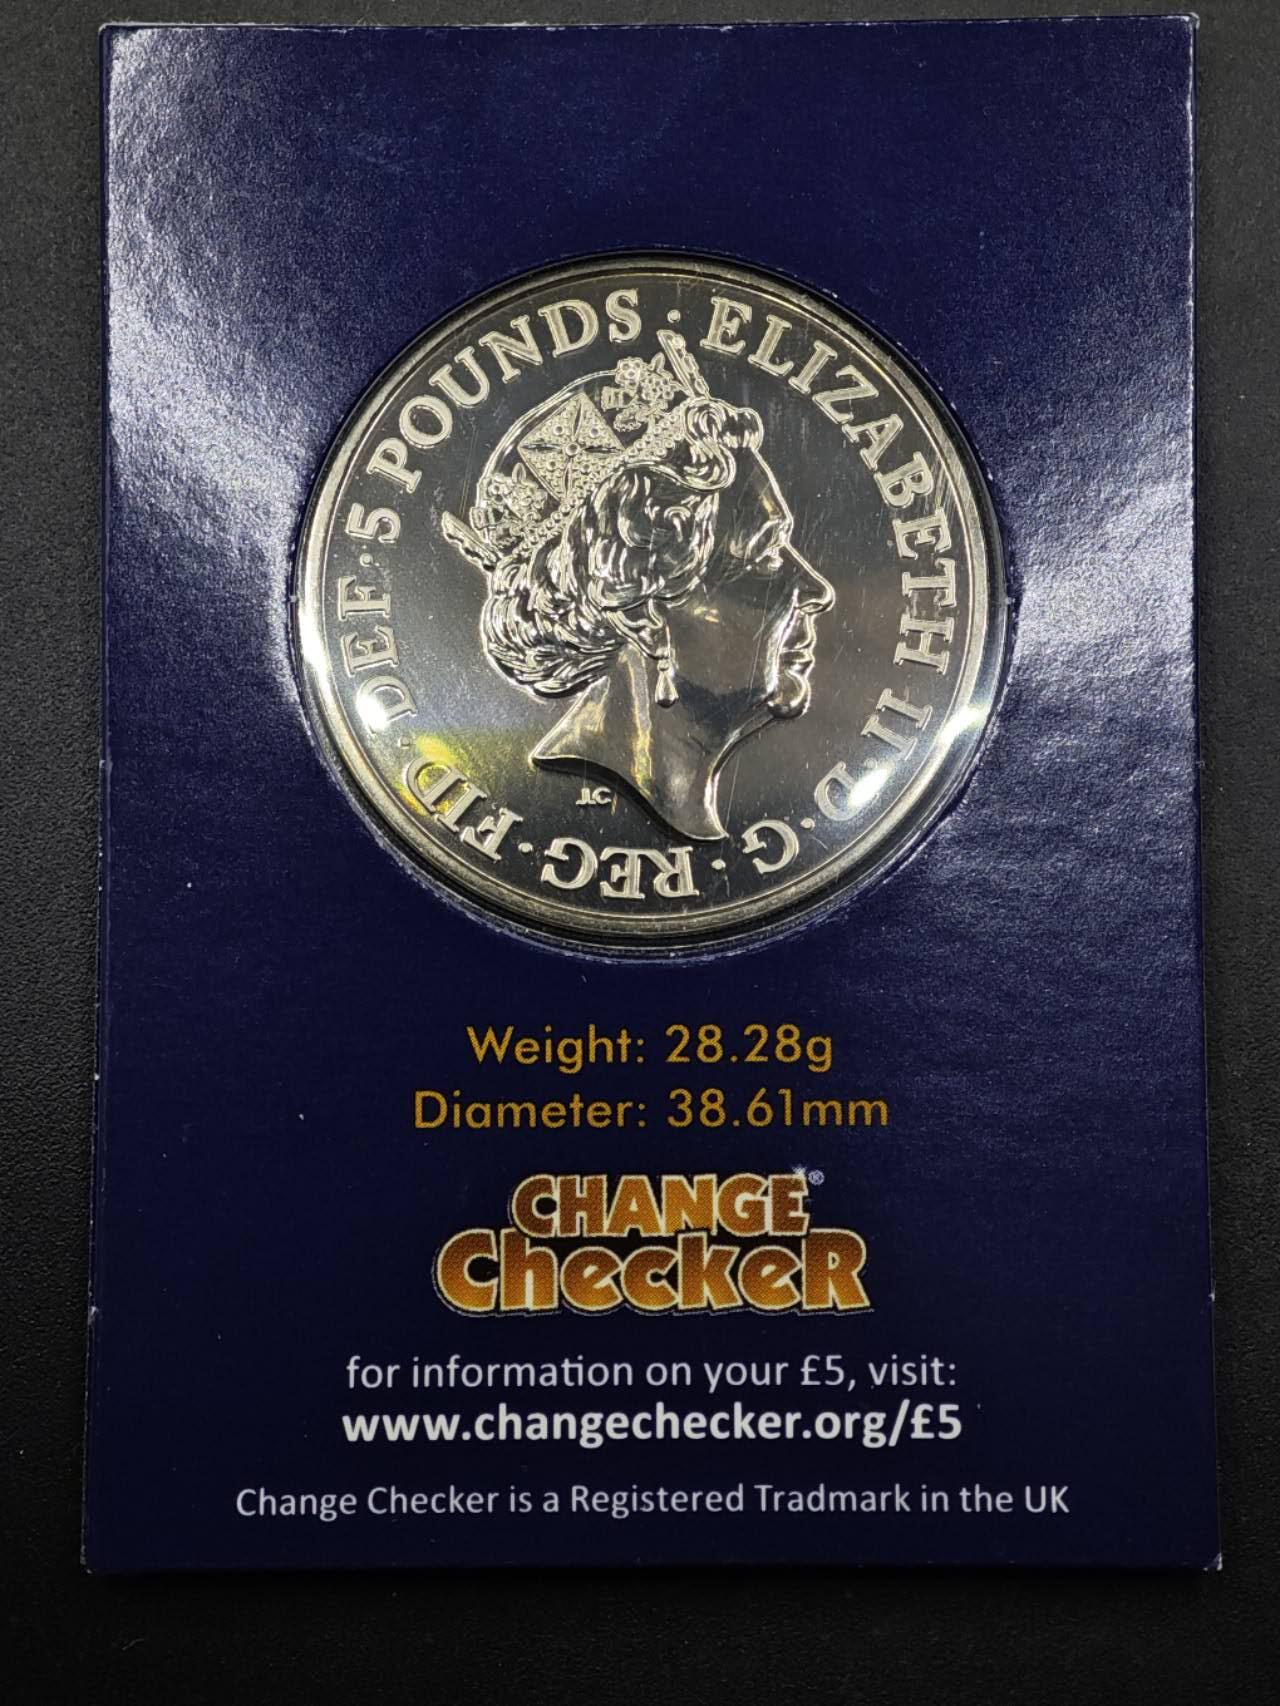 ELIZABETH II · D · G · REG · FID · DEF · 5 POUNDS ·
J.C
Weight: 28.28g
Diameter: 38.61mm
CHANGE®
CHecKeR
for information on your £5, visit:
www.changechecker.org/£5
Change Checker is a Registered Tradmark in the UK